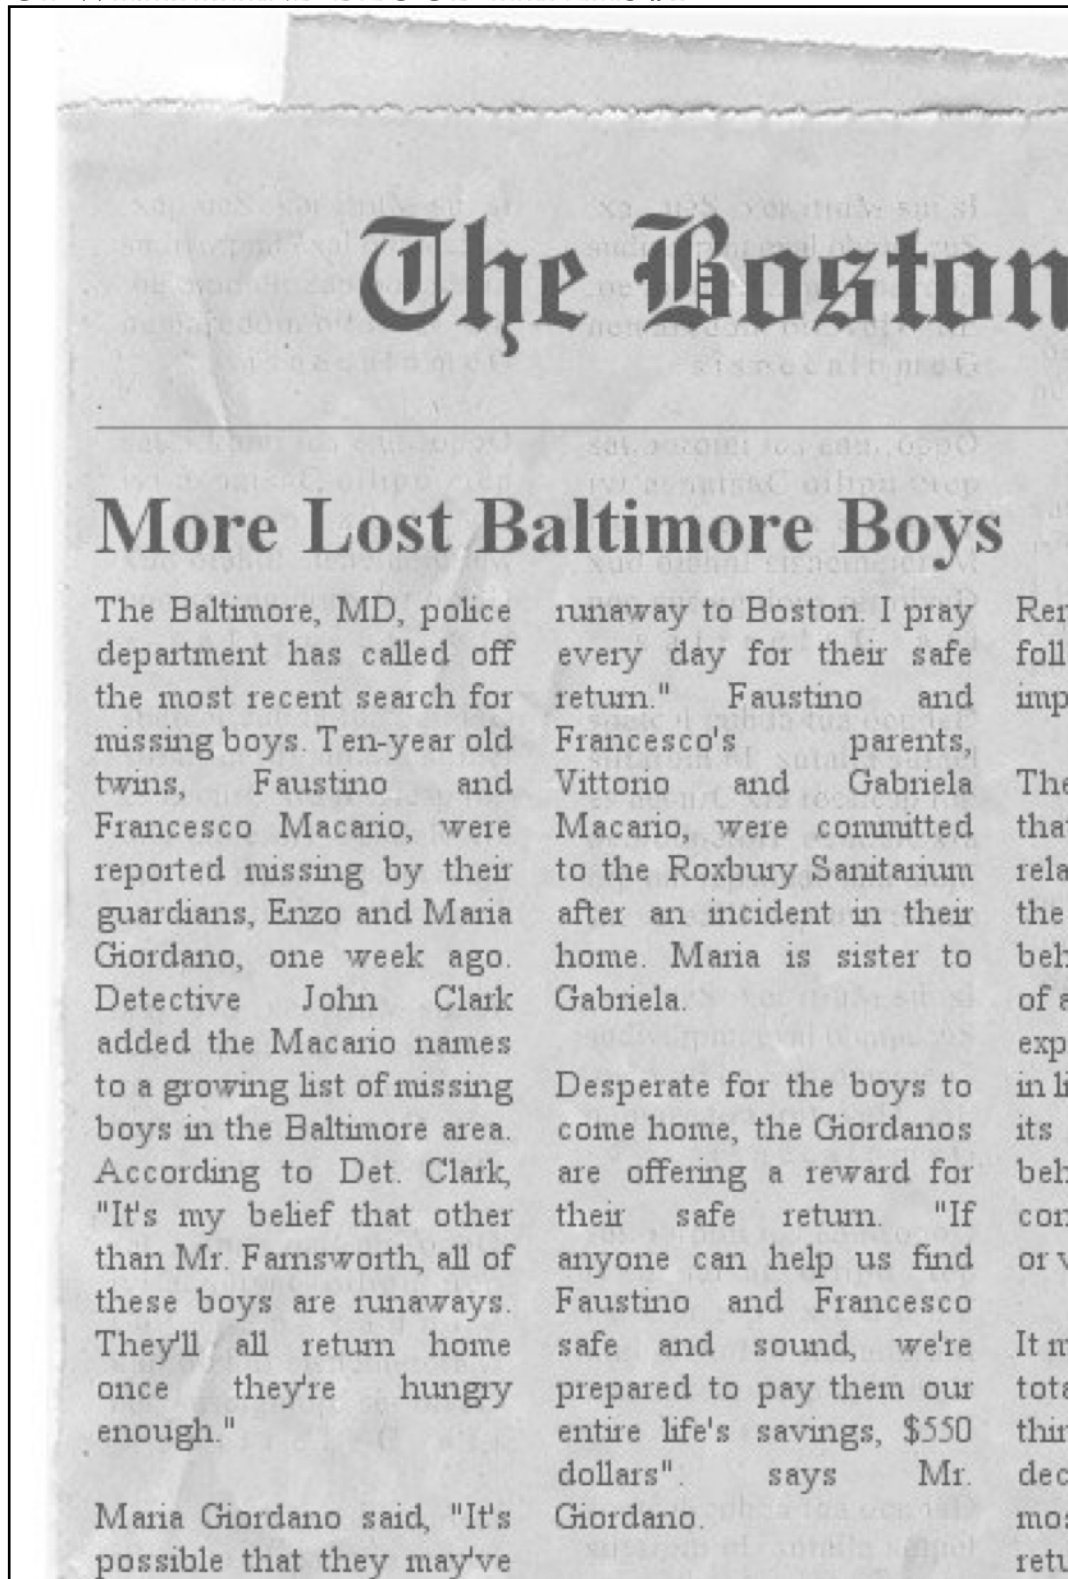 The Boston
More Lost Baltimore Boys
The Baltimore, MD, police
department has called off
the most recent search for
missing boys. Ten-year old
twins, Faustino and
Francesco Macario, were
reported missing by their
guardians, Enzo and Maria
Giordano, one week ago.
Detective John Clark
added the Macario names
to a growing list of missing
boys in the Baltimore area.
According to Det. Clark,
"It's my belief that other
than Mr. Farnsworth, all of
these boys are runaways.
They'll all return home
once they're hungry
enough."
Maria Giordano said, "It's
possible that they may've
runaway to Boston. I pray
every day for their safe
return." Faustino and
Francesco's parents,
Vittorio and Gabriela
Macario, were committed
to the Roxbury Sanitarium
after an incident in their
home. Maria is sister to
Gabriela.
Desperate for the boys to
come home, the Giordanos
are offering a reward for
their safe return. "If
anyone can help us find
Faustino and Francesco
safe and sound, we're
prepared to pay them our
entire life's savings, $550
dollars". says Mr.
Giordano.